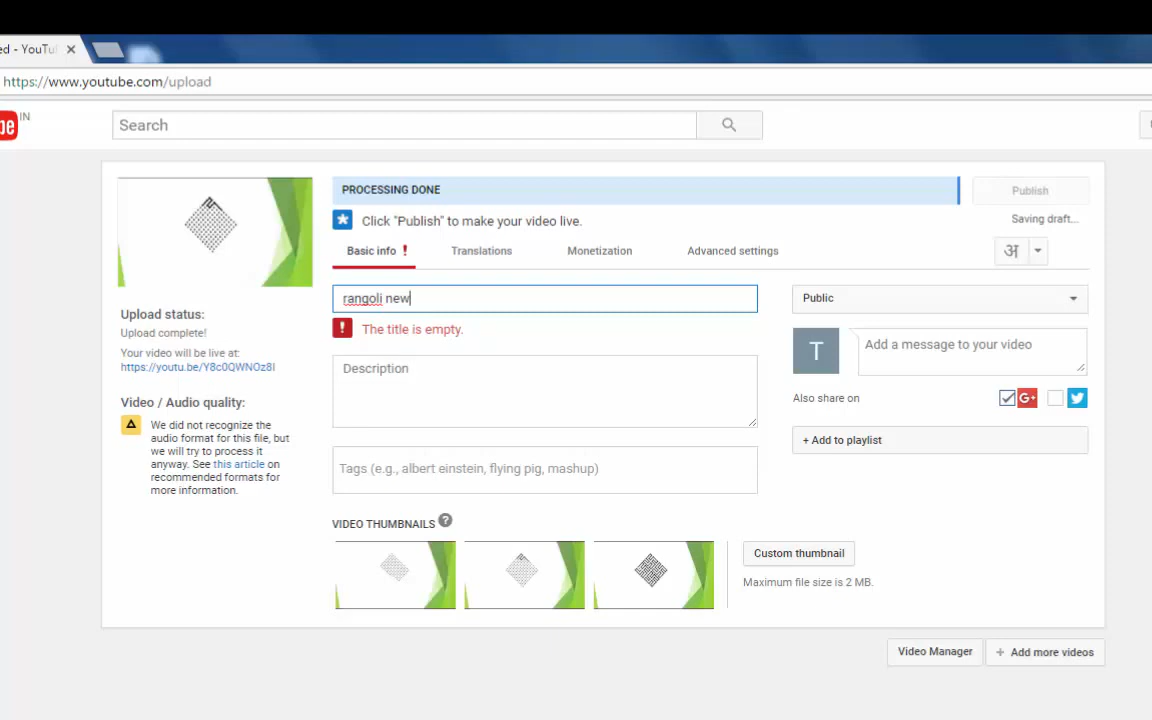 ed - YouTu
https://www.youtube.com/upload
be IN
Search
PROCESSING DONE
Publish
Click "Publish" to make your video live.
Saving draft...
Basic info ! Translations Monetization Advanced settings
अ
rangoli new
Public
! The title is empty.
Upload status:
Upload complete!
Your video will be live at:
https://youtu.be/Y8c0QWNOz8I
T
Add a message to your video
Description
Also share on
G+
Video / Audio quality:
We did not recognize the
audio format for this file, but
we will try to process it
anyway. See this article on
recommended formats for
more information.
+ Add to playlist
Tags (e.g., albert einstein, flying pig, mashup)
VIDEO THUMBNAILS ?
Custom thumbnail
Maximum file size is 2 MB.
Video Manager
+ Add more videos